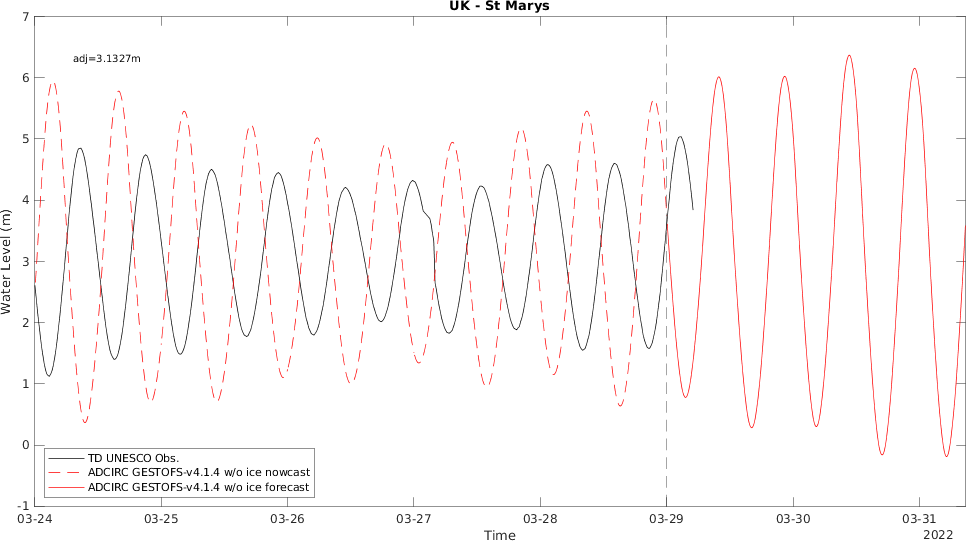 UK - St Marys
adj=3.1327m
Water Level (m)
7
6
5
4
3
2
1
0
-1
TD UNESCO Obs.
ADCIRC GESTOFS-v4.1.4 w/o ice nowcast
ADCIRC GESTOFS-v4.1.4 w/o ice forecast
03-24 03-25 03-26 03-27 03-28 03-29 03-30 03-31
Time
2022